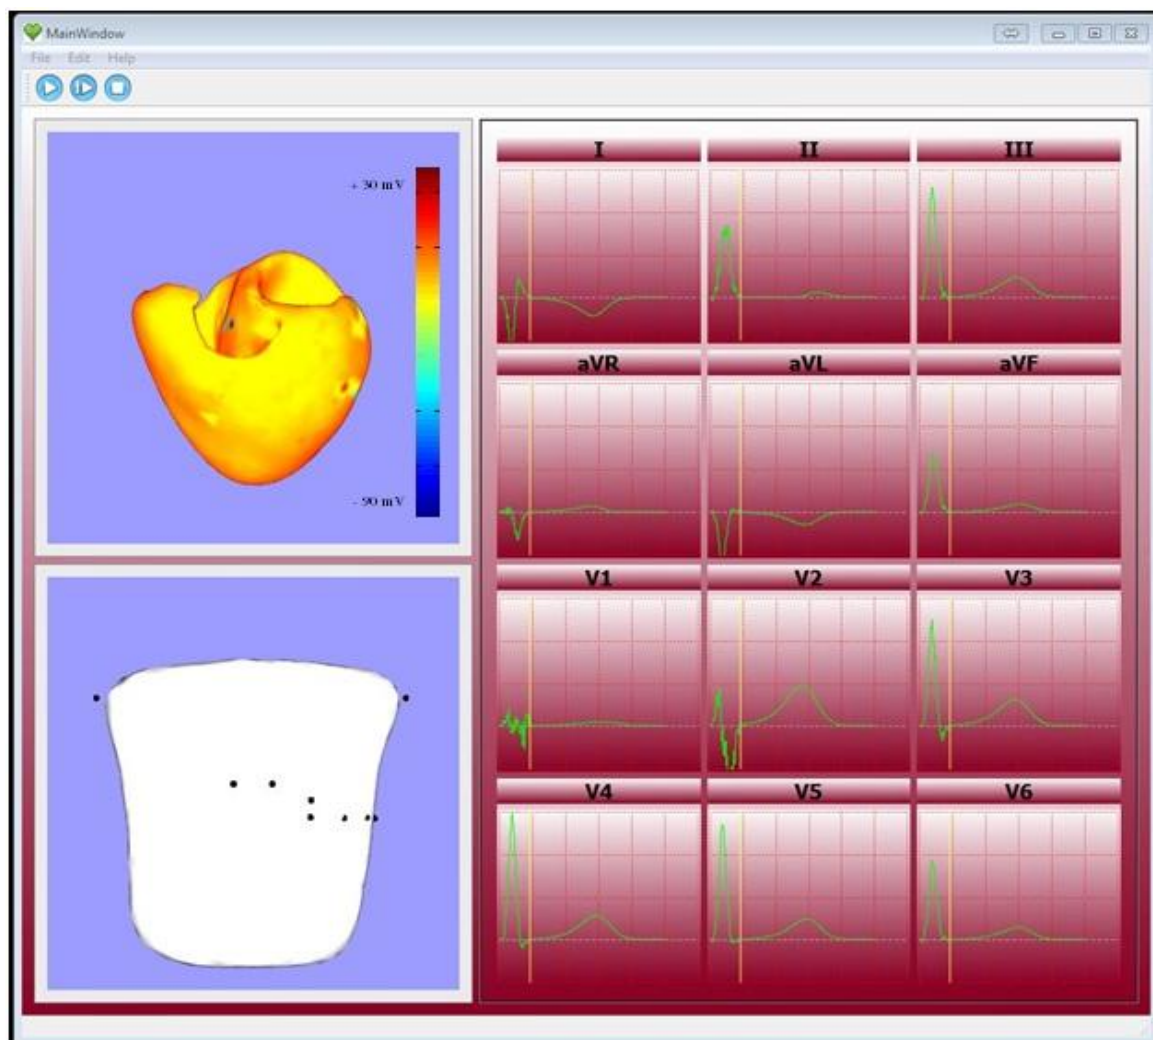 MainWindow
File Edit Help
+ 30 mV
- 90 mV
I II III
aVR aVL aVF
V1 V2 V3
V4 V5 V6